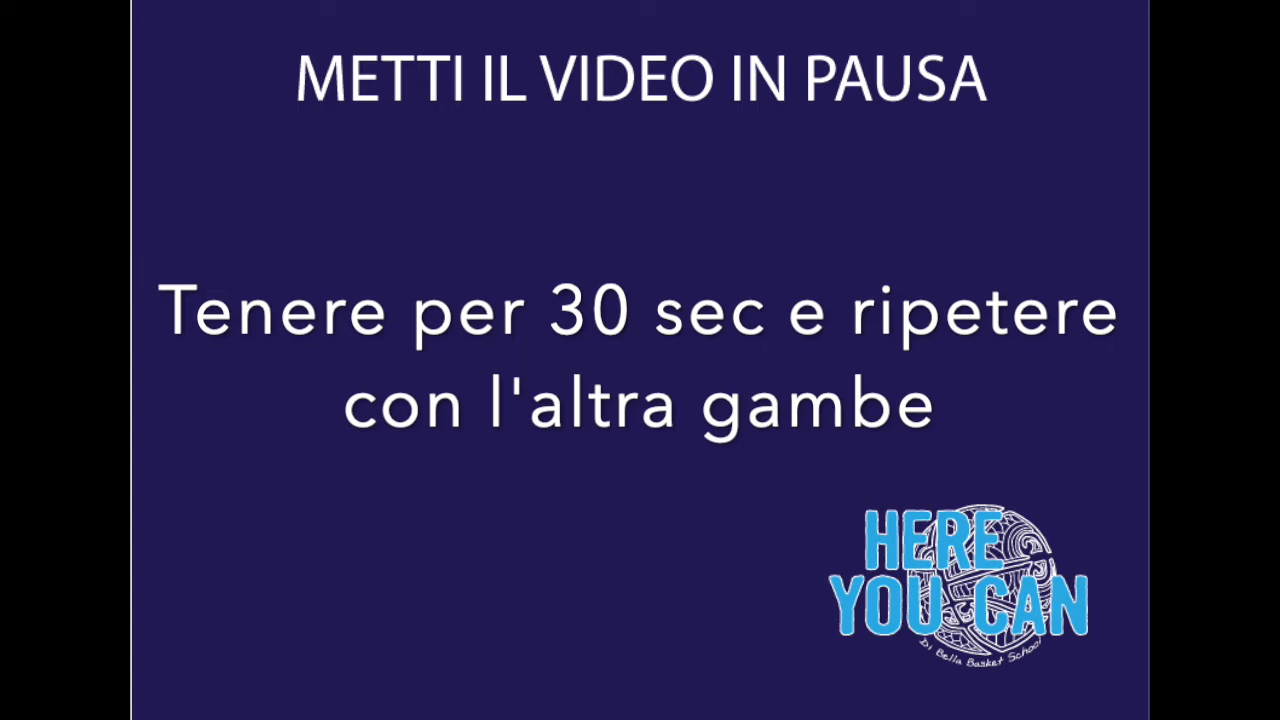 METTI IL VIDEO IN PAUSA
Tenere per 30 sec e ripetere
con l'altra gambe
HERE
YOU CAN
Di Bella Basket School